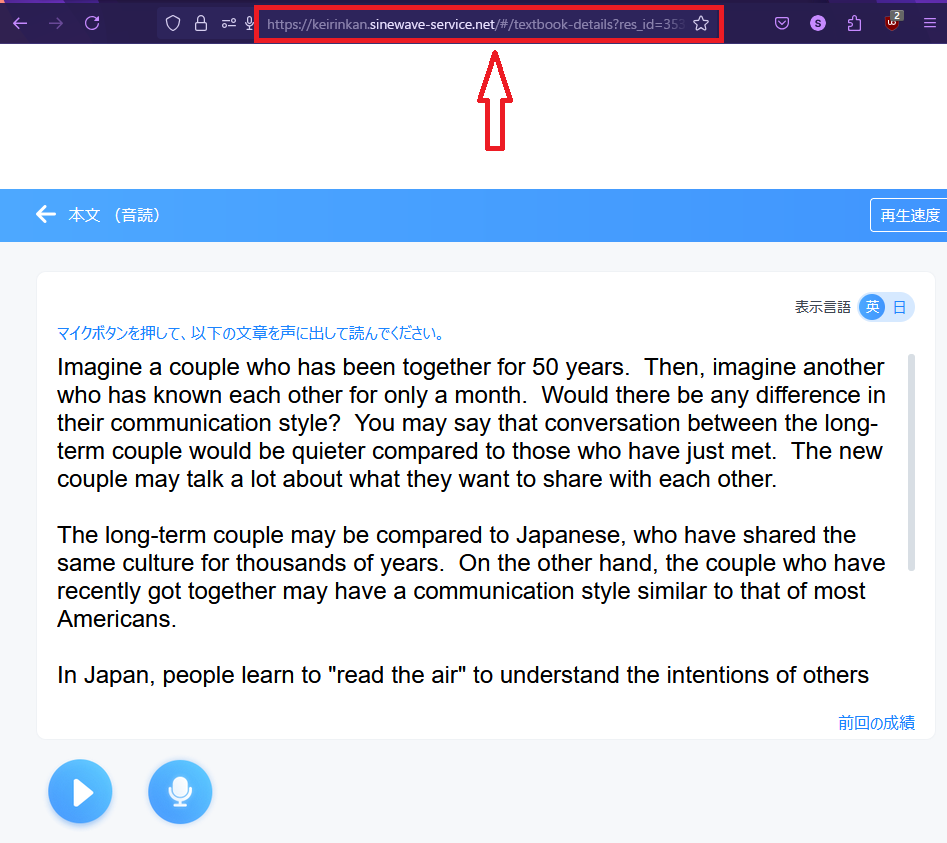 2
https://keirinkan.sinewave-service.net/#/textbook-details?res_id=353
S
本文 （音読）
再生速度
表示言語 英 日
マイクボタンを押して、以下の文章を声に出して読んでください。
Imagine a couple who has been together for 50 years.  Then, imagine another
who has known each other for only a month.  Would there be any difference in
their communication style?  You may say that conversation between the long-
term couple would be quieter compared to those who have just met.  The new
couple may talk a lot about what they want to share with each other.
The long-term couple may be compared to Japanese, who have shared the
same culture for thousands of years.  On the other hand, the couple who have
recently got together may have a communication style similar to that of most
Americans.
In Japan, people learn to "read the air" to understand the intentions of others
前回の成績